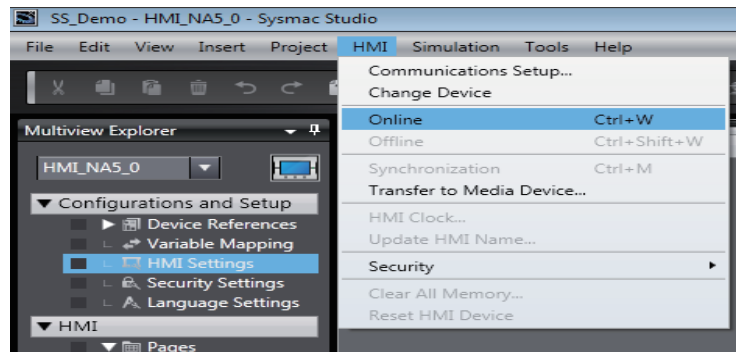 SS_Demo - HMI_NA5_0 - Sysmac Studio
File Edit View Insert Project HMI Simulation Tools Help
Communications Setup...
Change Device
Online Ctrl+W
Offline Ctrl+Shift+W
Synchronization Ctrl+M
Transfer to Media Device...
HMI Clock...
Update HMI Name...
Security
Clear All Memory...
Reset HMI Device
Multiview Explorer
HMI_NA5_0
Configurations and Setup
Device References
Variable Mapping
HMI Settings
Security Settings
Language Settings
HMI
Pages